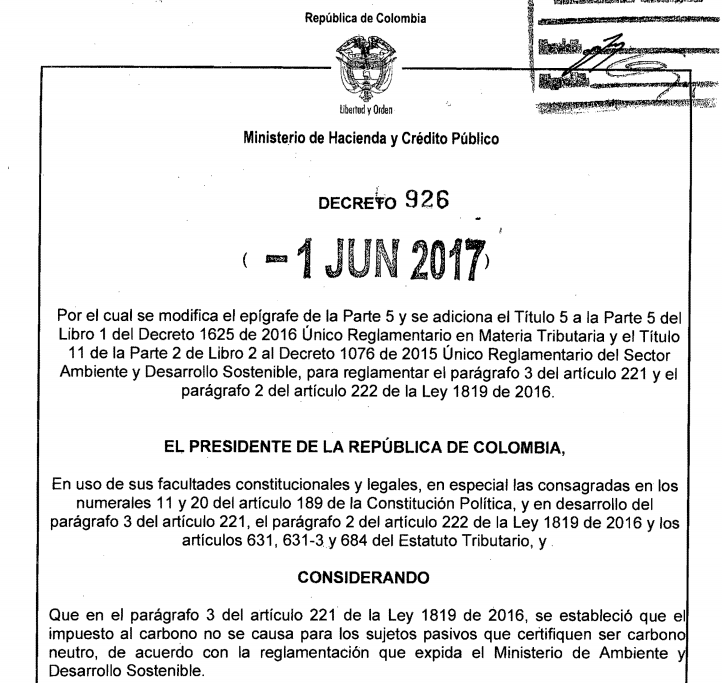 República de Colombia
Libertad y Orden
Ministerio de Hacienda y Crédito Público
DECRETO 926
( - 1 JUN 2017 )
Por el cual se modifica el epígrafe de la Parte 5 y se adiciona el Título 5 a la Parte 5 del
Libro 1 del Decreto 1625 de 2016 Único Reglamentario en Materia Tributaria y el Título
11 de la Parte 2 de Libro 2 al Decreto 1076 de 2015 Único Reglamentario del Sector
Ambiente y Desarrollo Sostenible, para reglamentar el parágrafo 3 del artículo 221 y el
parágrafo 2 del artículo 222 de la Ley 1819 de 2016.
EL PRESIDENTE DE LA REPÚBLICA DE COLOMBIA,
En uso de sus facultades constitucionales y legales, en especial las consagradas en los
numerales 11 y 20 del artículo 189 de la Constitución Política, y en desarrollo del
parágrafo 3 del artículo 221, el parágrafo 2 del artículo 222 de la Ley 1819 de 2016 y los
artículos 631, 631-3 y 684 del Estatuto Tributario, y
CONSIDERANDO
Que en el parágrafo 3 del artículo 221 de la Ley 1819 de 2016, se estableció que el
impuesto al carbono no se causa para los sujetos pasivos que certifiquen ser carbono
neutro, de acuerdo con la reglamentación que expida el Ministerio de Ambiente y
Desarrollo Sostenible.